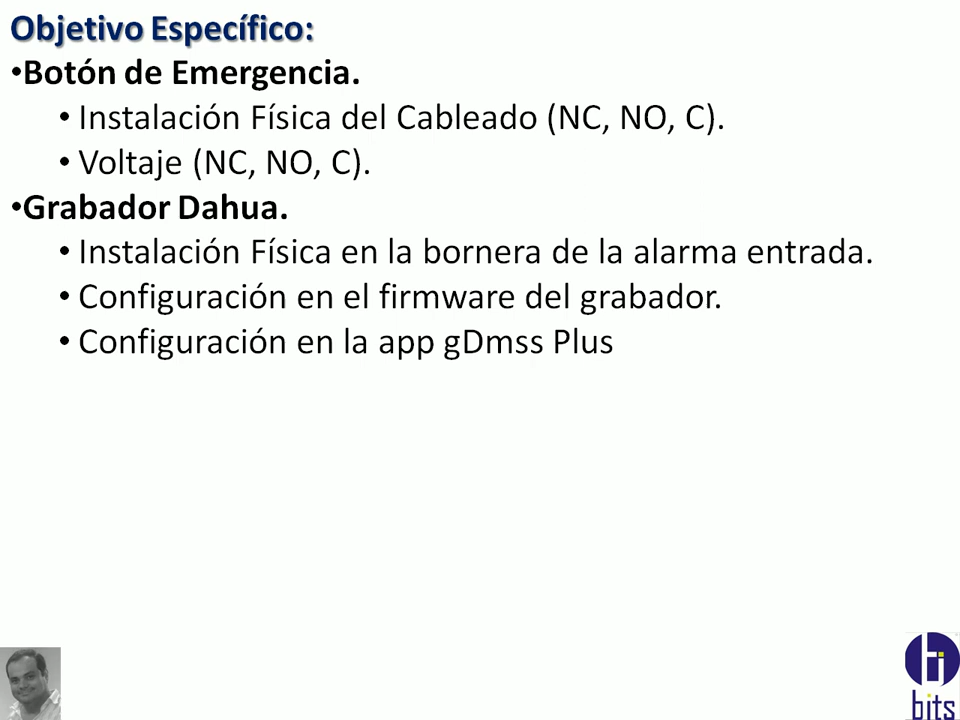 Objetivo Específico:
•Botón de Emergencia.
• Instalación Física del Cableado (NC, NO, C).
• Voltaje (NC, NO, C).
•Grabador Dahua.
• Instalación Física en la bornera de la alarma entrada.
• Configuración en el firmware del grabador.
• Configuración en la app gDmss Plus
bits